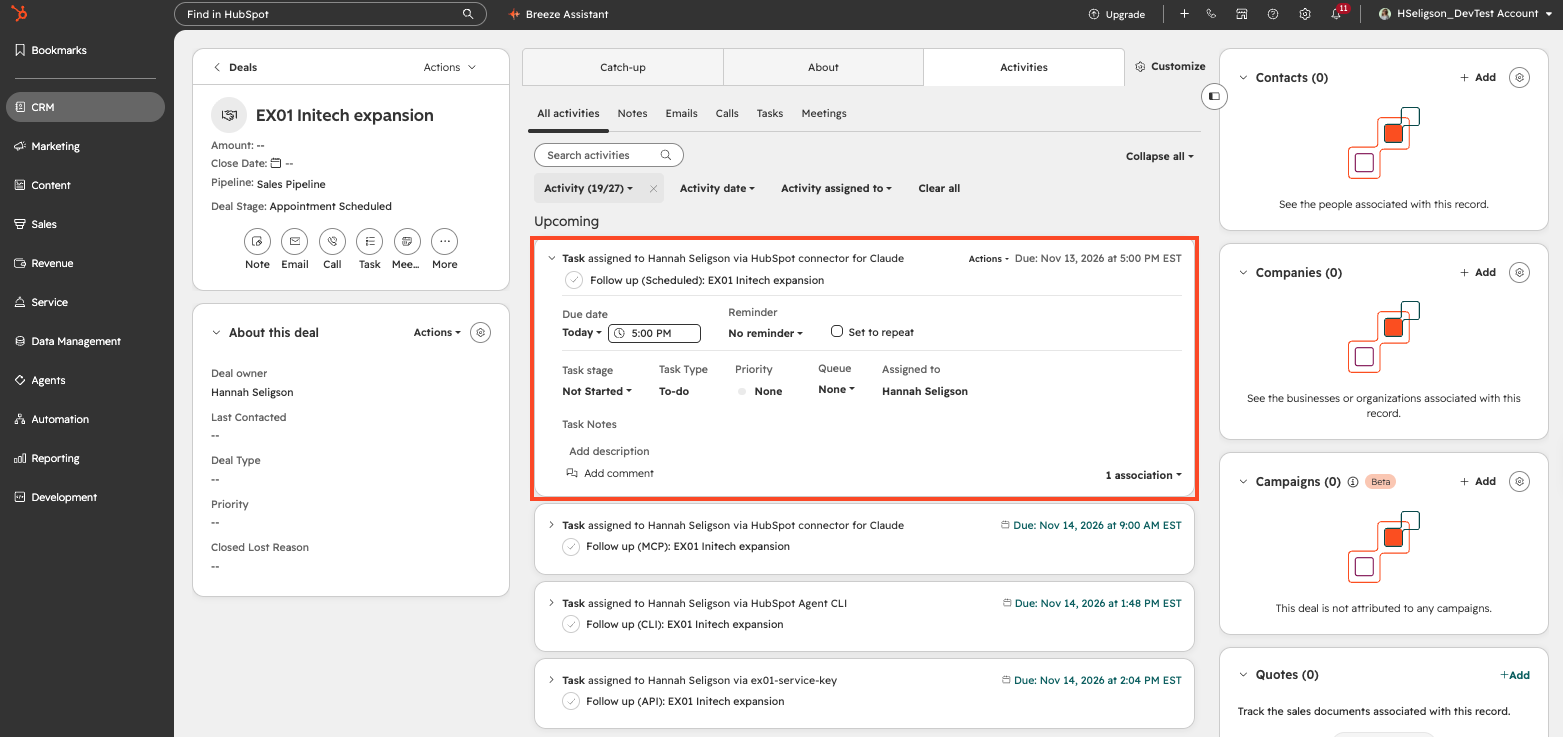 Find in HubSpot
Breeze Assistant
Upgrade
11
HSeligson_DevTest Account
Bookmarks
CRM
Marketing
Content
Sales
Revenue
Service
Data Management
Agents
Automation
Reporting
Development
Deals
Actions
EX01 Initech expansion
Amount: --
Close Date: --
Pipeline: Sales Pipeline
Deal Stage: Appointment Scheduled
Note Email Call Task Mee... More
About this deal
Actions
Deal owner
Hannah Seligson
Last Contacted
--
Deal Type
--
Priority
--
Closed Lost Reason
--
Catch-up
About
Activities
Customize
All activities Notes Emails Calls Tasks Meetings
Search activities
Collapse all
Activity (19/27) Activity date Activity assigned to Clear all
Upcoming
Task assigned to Hannah Seligson via HubSpot connector for Claude
Actions
Due: Nov 13, 2026 at 5:00 PM EST
Follow up (Scheduled): EX01 Initech expansion
Due date
Today 5:00 PM
Reminder
No reminder
Set to repeat
Task stage
Not Started
Task Type
To-do
Priority
None
Queue
None
Assigned to
Hannah Seligson
Task Notes
Add description
Add comment
1 association
Task assigned to Hannah Seligson via HubSpot connector for Claude
Due: Nov 14, 2026 at 9:00 AM EST
Follow up (MCP): EX01 Initech expansion
Task assigned to Hannah Seligson via HubSpot Agent CLI
Due: Nov 14, 2026 at 1:48 PM EST
Follow up (CLI): EX01 Initech expansion
Task assigned to Hannah Seligson via ex01-service-key
Due: Nov 14, 2026 at 2:04 PM EST
Follow up (API): EX01 Initech expansion
Contacts (0)
+ Add
See the people associated with this record.
Companies (0)
+ Add
See the businesses or organizations associated with this
record.
Campaigns (0)
Beta
+ Add
This deal is not attributed to any campaigns.
Quotes (0)
+Add
Track the sales documents associated with this record.